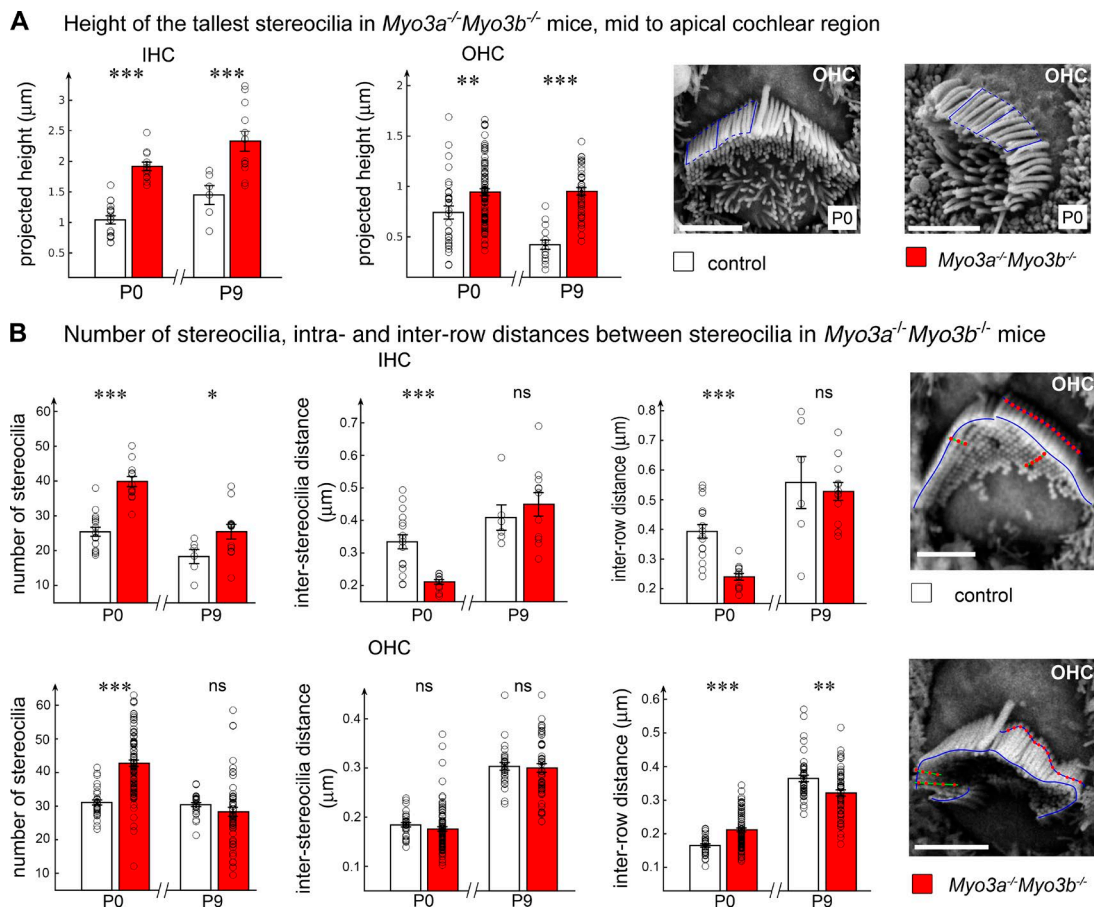 A Height of the tallest stereocilia in Myo3a-/-Myo3b-/- mice, mid to apical cochlear region
IHC
projected height (μm)
3
2.5
2
1.5
1
0.5
***
***
P0
P9
OHC
projected height (μm)
2
1.5
1
0.5
**
***
P0
P9
OHC
P0
control
OHC
P0
Myo3a-/-Myo3b-/-
B Number of stereocilia, intra- and inter-row distances between stereocilia in Myo3a-/-Myo3b-/- mice
IHC
number of stereocilia
60
50
40
30
20
10
***
*
P0
P9
inter-stereocilia distance
(μm)
0.7
0.6
0.5
0.4
0.3
0.2
***
ns
P0
P9
inter-row distance (μm)
0.8
0.7
0.6
0.5
0.4
0.3
0.2
***
ns
P0
P9
OHC
control
OHC
number of stereocilia
60
50
40
30
20
10
***
ns
P0
P9
inter-stereocilia distance
(μm)
0.4
0.3
0.2
0.1
ns
ns
P0
P9
inter-row distance (μm)
0.6
0.5
0.4
0.3
0.2
0.1
***
**
P0
P9
OHC
Myo3a-/-Myo3b-/-